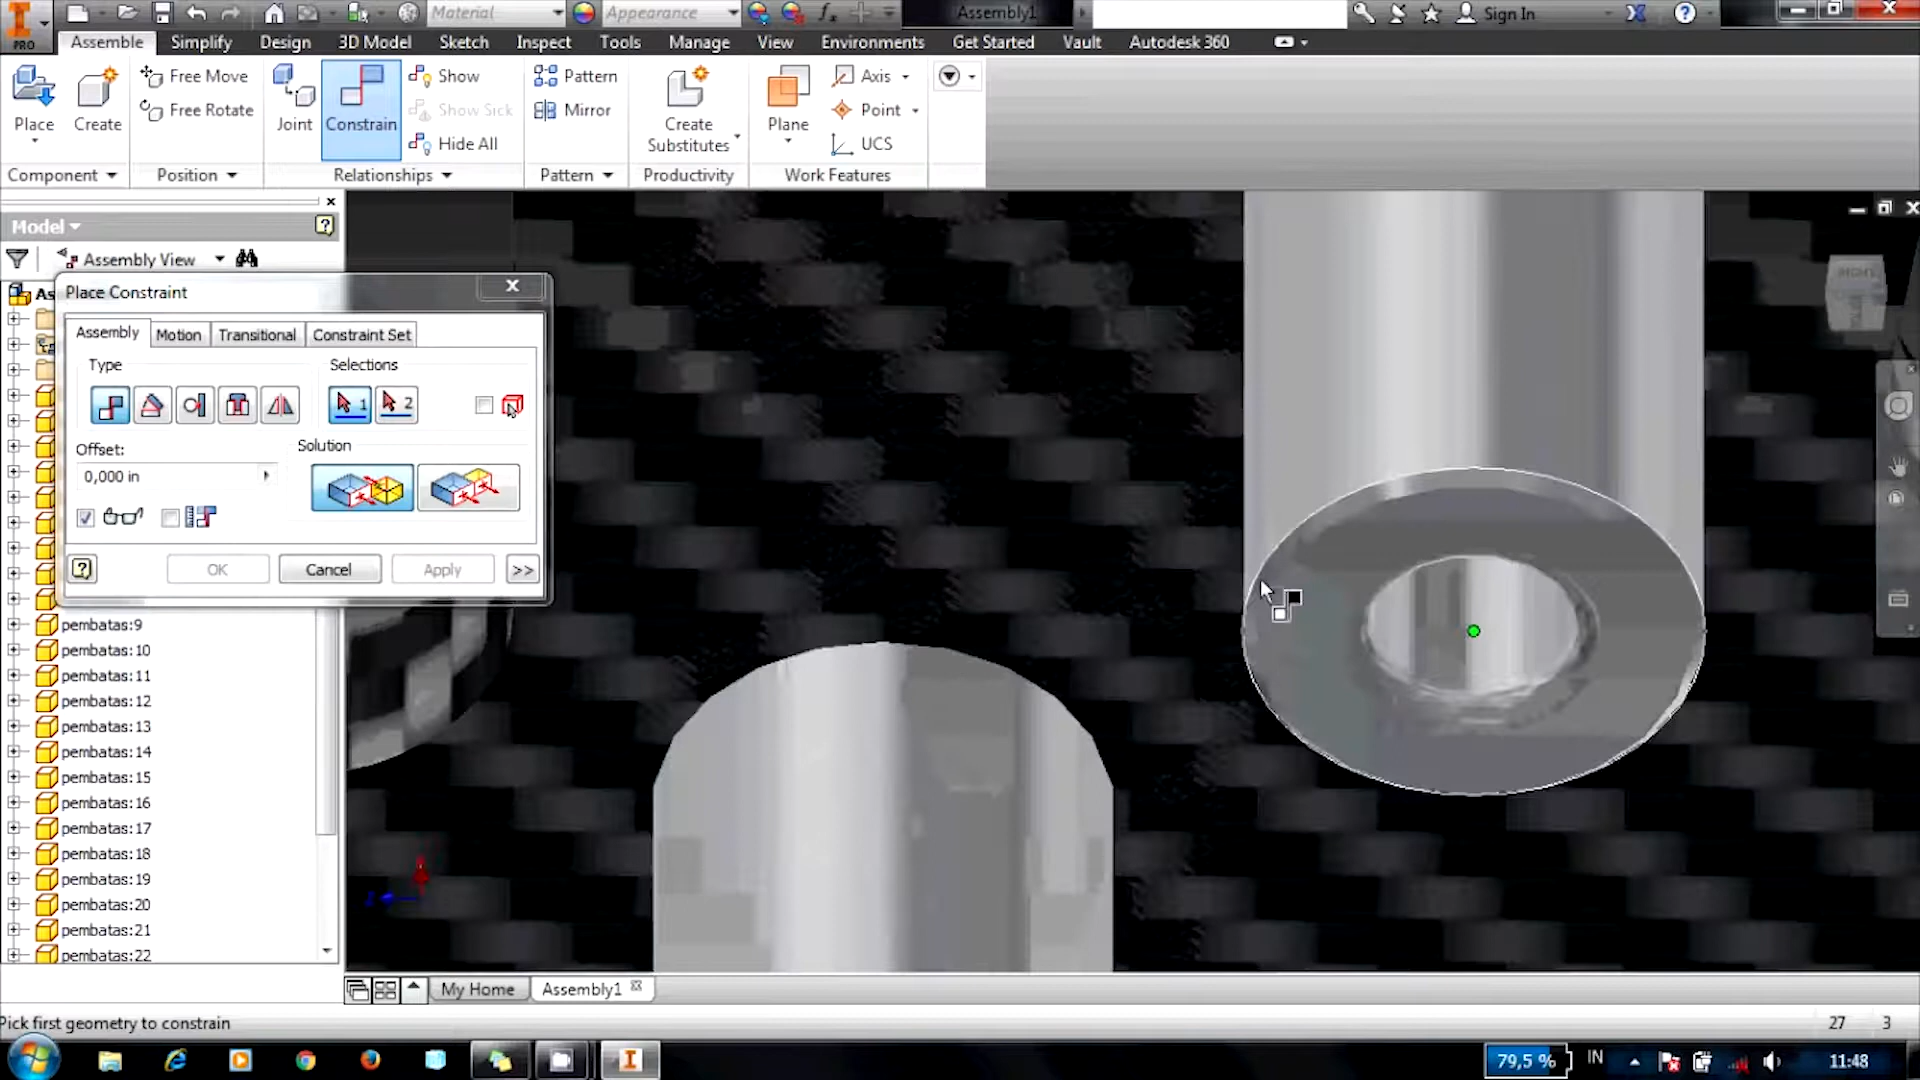 Material
Appearance
fx
Assembly1
Sign In
PRO
Assemble Simplify Design 3D Model Sketch Inspect Tools Manage View Environments Get Started Vault Autodesk 360
Place
Create
Free Move
Free Rotate
Joint
Constrain
Show
Show Sick
Hide All
Pattern
Mirror
Create
Substitutes
Plane
Axis
Point
UCS
Component
Position
Relationships
Pattern
Productivity
Work Features
Model
Assembly View
As
Place Constraint
Assembly Motion Transitional Constraint Set
Type
Selections
1
2
Offset:
Solution
0,000 in
OK
Cancel
Apply
>>
pembatas:9
pembatas:10
pembatas:11
pembatas:12
pembatas:13
pembatas:14
pembatas:15
pembatas:16
pembatas:17
pembatas:18
pembatas:19
pembatas:20
pembatas:21
pembatas:22
My Home
Assembly1
Pick first geometry to constrain
27 3
79,5 %
IN
11:48